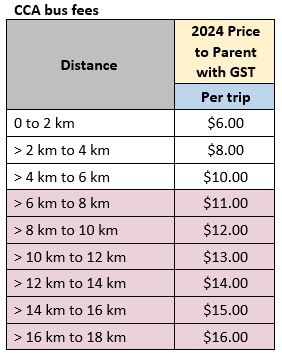 CCA bus fees
Distance
2024 Price
to Parent
with GST
Per trip
0 to 2 km $6.00
> 2 km to 4 km $8.00
> 4 km to 6 km $10.00
> 6 km to 8 km $11.00
> 8 km to 10 km $12.00
> 10 km to 12 km $13.00
> 12 km to 14 km $14.00
> 14 km to 16 km $15.00
> 16 km to 18 km $16.00